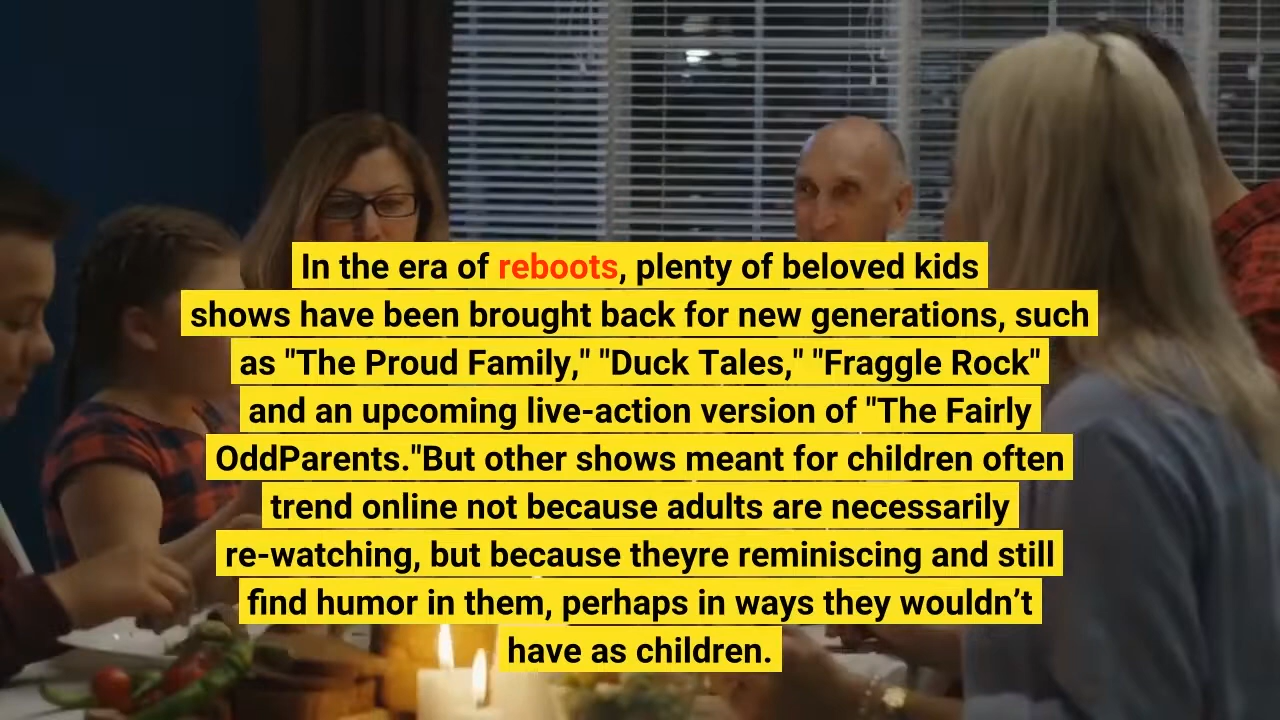 In the era of reboots, plenty of beloved kids
shows have been brought back for new generations, such
as "The Proud Family," "Duck Tales," "Fraggle Rock"
and an upcoming live-action version of "The Fairly
OddParents."But other shows meant for children often
trend online not because adults are necessarily
re-watching, but because theyre reminiscing and still
find humor in them, perhaps in ways they wouldn’t
have as children.